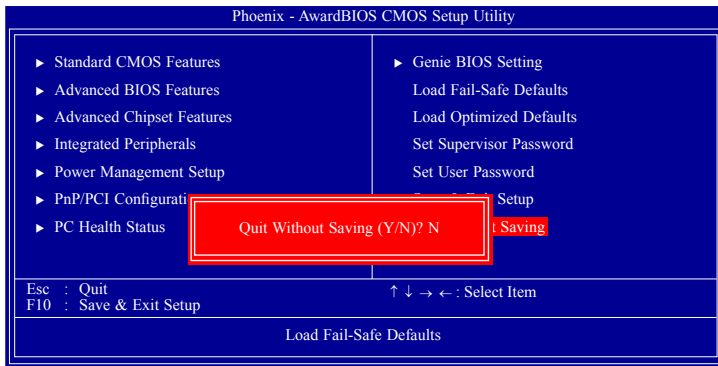 Phoenix - AwardBIOS CMOS Setup Utility
► Standard CMOS Features
► Advanced BIOS Features
► Advanced Chipset Features
► Integrated Peripherals
► Power Management Setup
► PnP/PCI
► PC Health Status
► Genie BIOS Setting
Load Fail-Safe Defaults
Load Optimized Defaults
Set Supervisor Password
Set User Password
Setup
Saving
Quit Without Saving (Y/N)? N
Esc : Quit
F10 : Save & Exit Setup
↑ ↓ → ← : Select Item
Load Fail-Safe Defaults